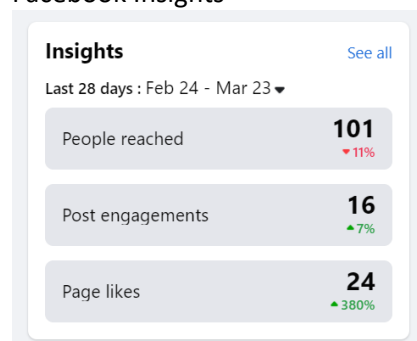 Facebook Insights
Insights
See all
Last 28 days : Feb 24 - Mar 23
People reached
101
11%
Post engagements
16
7%
Page likes
24
380%